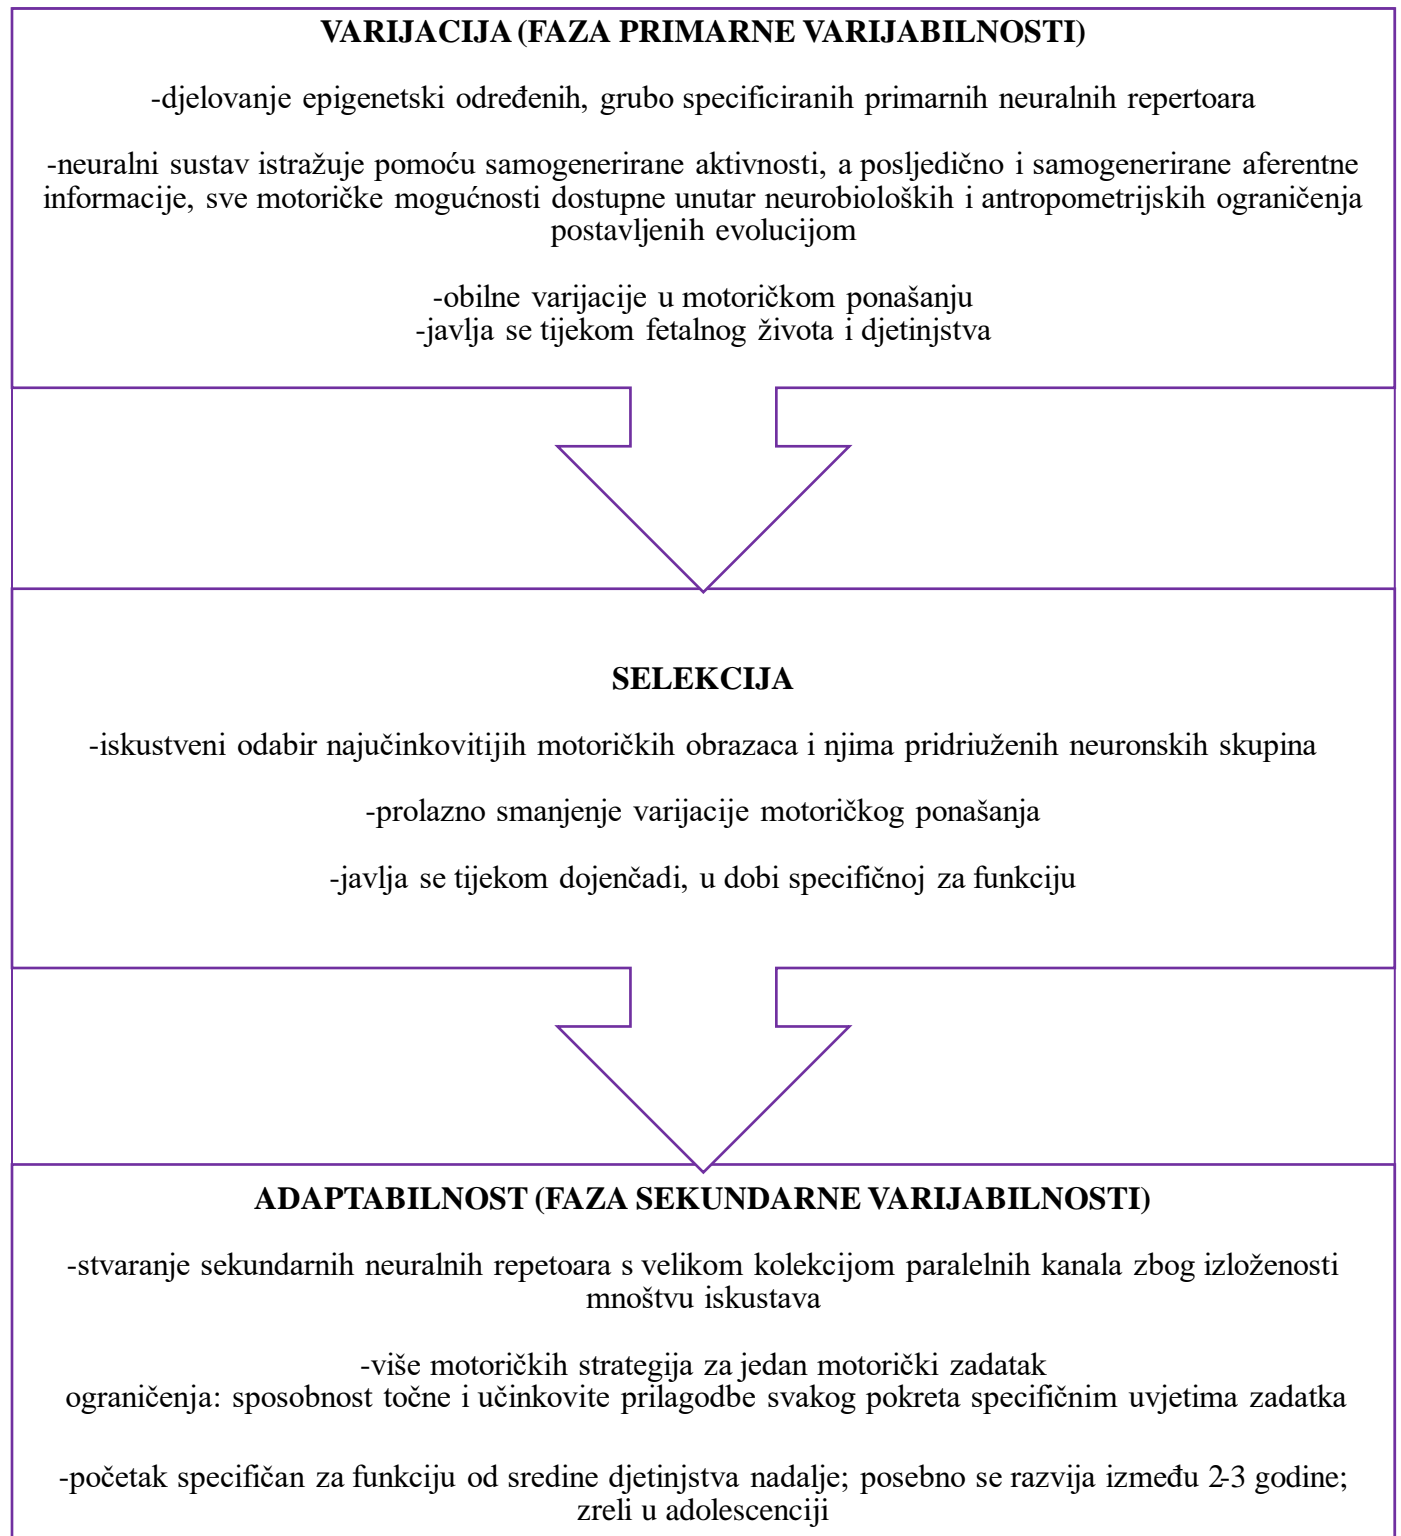 VARIJACIJA (FAZA PRIMARNE VARIJABILNOSTI)
-djelovanje epigenetski određenih, grubo specificiranih primarnih neuralnih repertoara
-neuralni sustav istražuje pomoću samogenerirane aktivnosti, a posljedično i samogenerirane aferentne
informacije, sve motoričke mogućnosti dostupne unutar neurobioloških i antropometrijskih ograničenja
postavljenih evolucijom
-obilne varijacije u motoričkom ponašanju
-javlja se tijekom fetalnog života i djetinjstva
SELEKCIJA
-iskustveni odabir najučinkovitijih motoričkih obrazaca i njima pridriuženih neuronskih skupina
-prolazno smanjenje varijacije motoričkog ponašanja
-javlja se tijekom dojenčadi, u dobi specifičnoj za funkciju
ADAPTABILNOST (FAZA SEKUNDARNE VARIJABILNOSTI)
-stvaranje sekundarnih neuralnih repetoara s velikom kolekcijom paralelnih kanala zbog izloženosti
mnoštvu iskustava
-više motoričkih strategija za jedan motorički zadatak
ograničenja: sposobnost točne i učinkovite prilagodbe svakog pokreta specifičnim uvjetima zadatka
-početak specifičan za funkciju od sredine djetinjstva nadalje; posebno se razvija između 2-3 godine;
zreli u adolescenciji